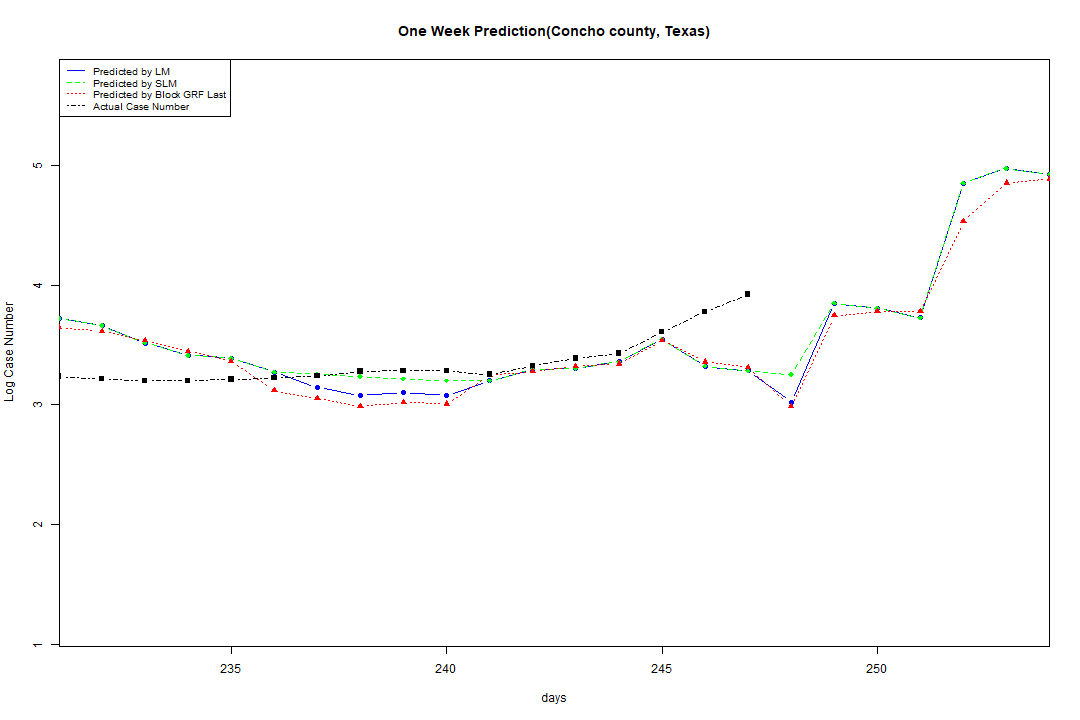 One Week Prediction(Concho county, Texas)
Predicted by LM
Predicted by SLM
Predicted by Block GRF Last
Actual Case Number
5
4
3
2
1
Log Case Number
235 240 245 250
days